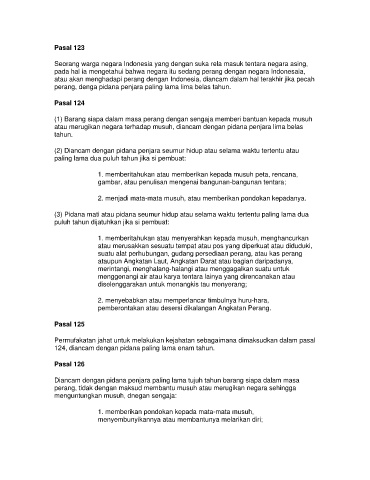 Pasal 123
Seorang warga negara Indonesia yang dengan suka rela masuk tentara negara asing,
pada hal ia mengetahui bahwa negara itu sedang perang dengan negara Indonesaia,
atau akan menghadapi perang dengan Indonesia, diancam dalam hal terakhir jika pecah
perang, denga pidana penjara paling lama lima belas tahun.
Pasal 124
(1) Barang siapa dalam masa perang dengan sengaja memberi bantuan kepada musuh
atau merugikan negara terhadap musuh, diancam dengan pidana penjara lima belas
tahun.
(2) Diancam dengan pidana penjara seumur hidup atau selama waktu tertentu atau
paling lama dua puluh tahun jika si pembuat:
1. memberitahukan atau memberikan kepada musuh peta, rencana,
gambar, atau penulisan mengenai bangunan-bangunan tentara;
2. menjadi mata-mata musuh, atau memberikan pondokan kepadanya.
(3) Pidana mati atau pidana seumur hidup atau selama waktu tertentu paling lama dua
puluh tahun dijatuhkan jika si pembuat:
1. memberitahukan atau menyerahkan kepada musuh, menghancurkan
atau merusakkan sesuatu tempat atau pos yang diperkuat atau diduduki,
suatu alat perhubungan, gudang persediaan perang, atau kas perang
ataupun Angkatan Laut, Angkatan Darat atau bagian daripadanya,
merintangi, menghalang-halangi atau menggagalkan suatu untuk
menggenangi air atau karya tentara lainya yang direncanakan atau
diselenggarakan untuk menangkis tau menyerang;
2. menyebabkan atau memperlancar timbulnya huru-hara,
pemberontakan atau desersi dikalangan Angkatan Perang.
Pasal 125
Permufakatan jahat untuk melakukan kejahatan sebagaimana dimaksudkan dalam pasal
124, diancam dengan pidana paling lama enam tahun.
Pasal 126
Diancam dengan pidana penjara paling lama tujuh tahun barang siapa dalam masa
perang, tidak dengan maksud membantu musuh atau merugikan negara sehingga
menguntungkan musuh, dnegan sengaja:
1. memberikan pondokan kepada mata-mata musuh,
menyembunyikannya atau membantunya melarikan diri;